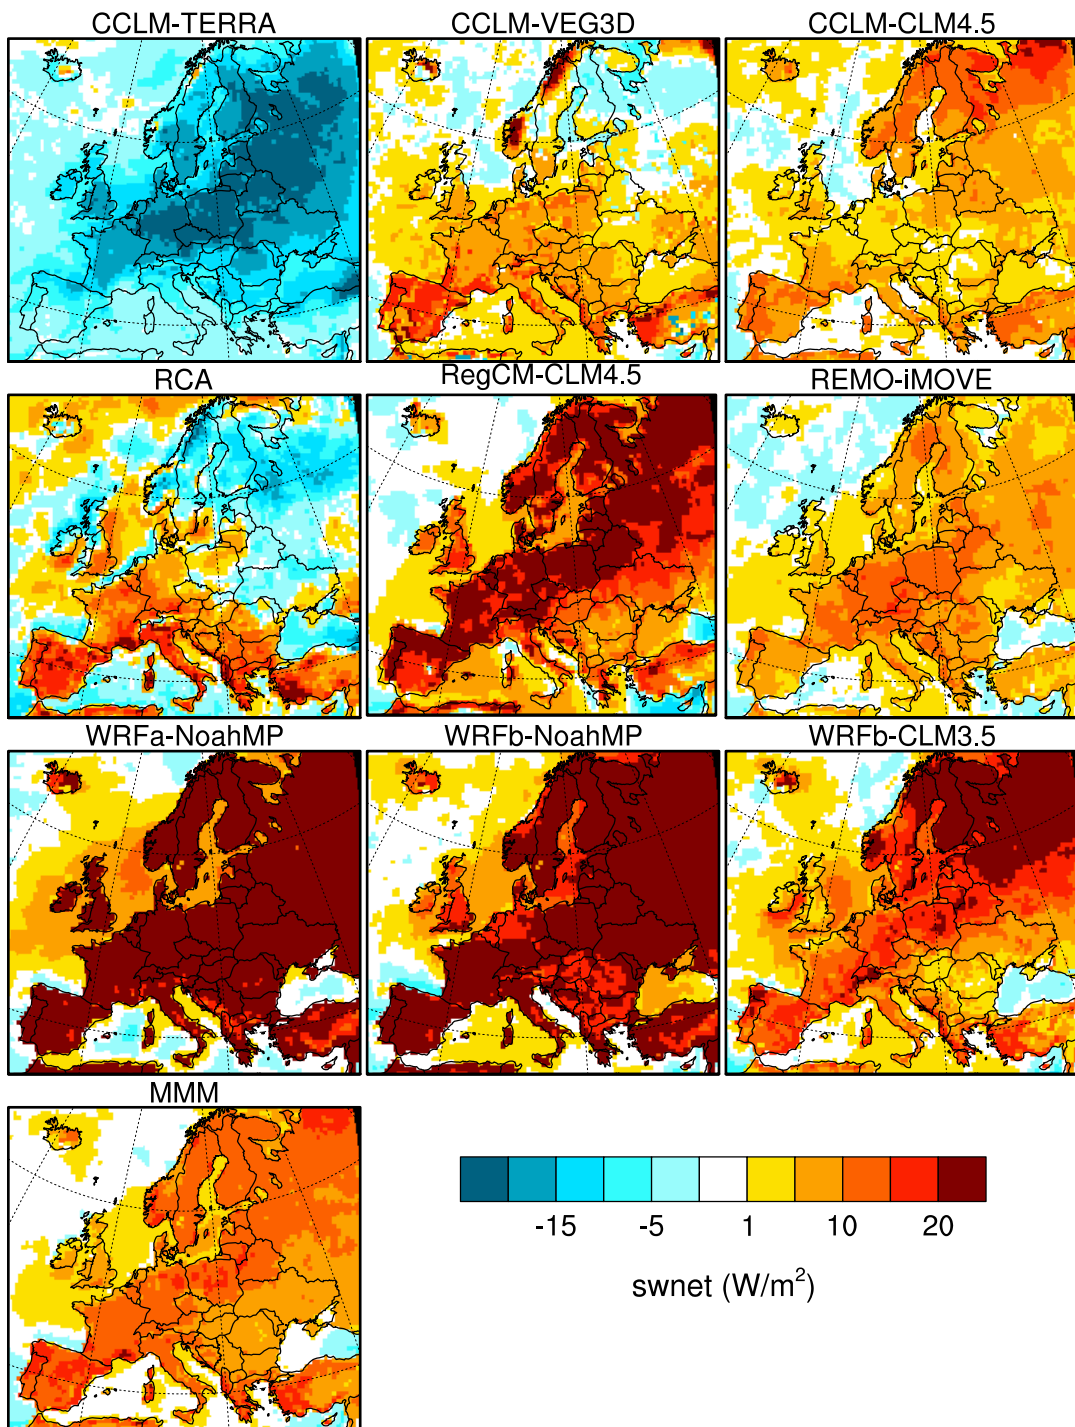 CCLM-TERRA CCLM-VEG3D CCLM-CLM4.5
RCA RegCM-CLM4.5 REMO-iMOVE
WRFa-NoahMP WRFb-NoahMP WRFb-CLM3.5
MMM
-15 -5 1 10 20
swnet (W/m²)